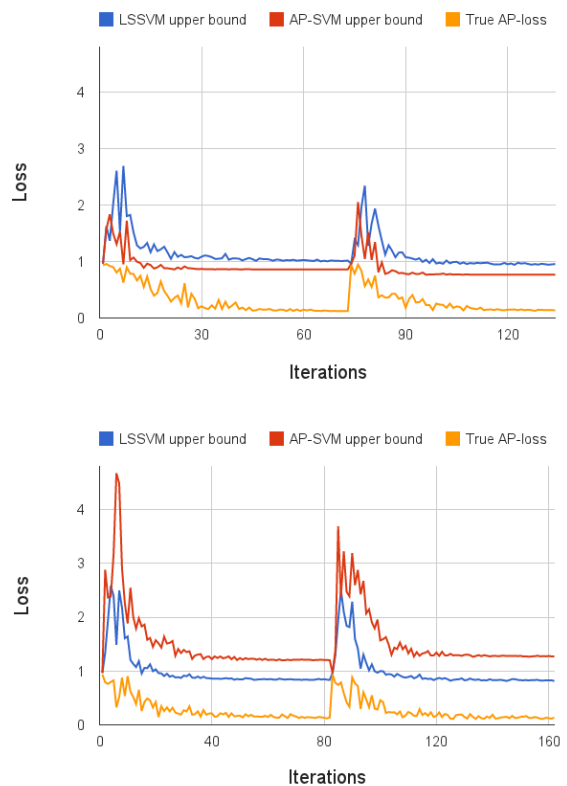 LSSVM upper bound AP-SVM upper bound True AP-loss
4
3
2
1
0
Loss
0 30 60 90 120
Iterations
LSSVM upper bound AP-SVM upper bound True AP-loss
4
3
2
1
0
Loss
0 40 80 120 160
Iterations